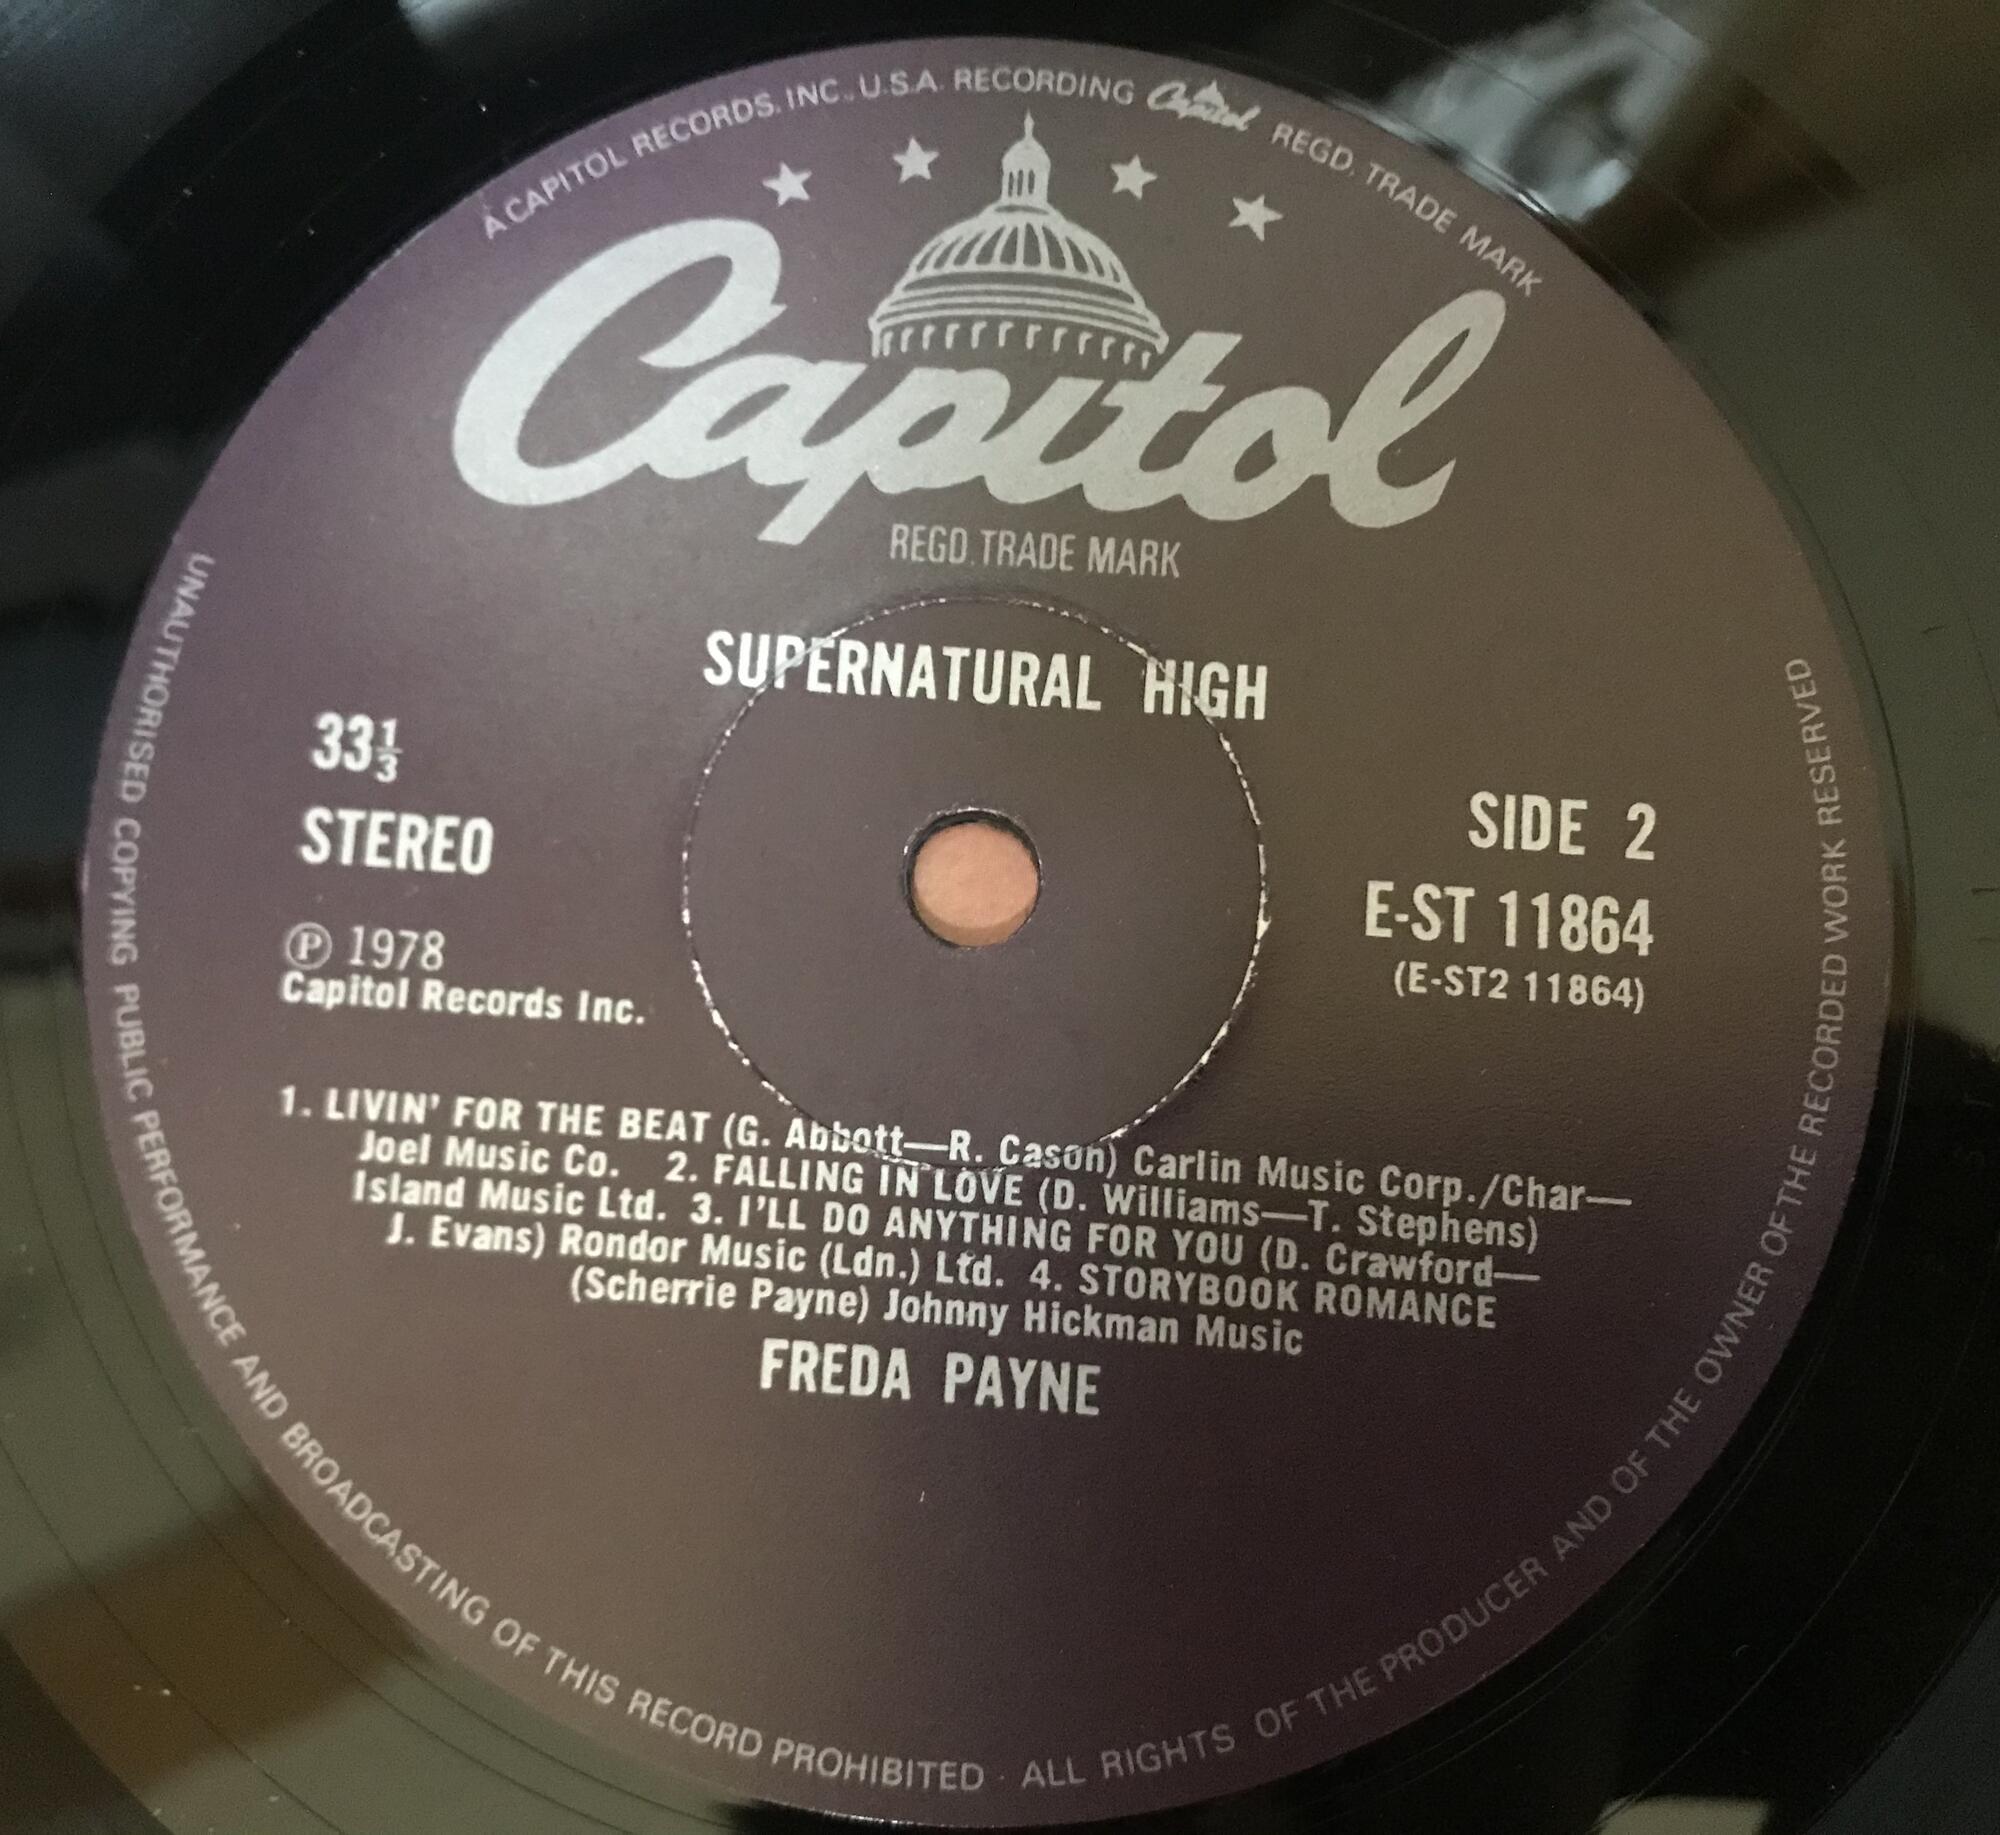 A CAPITOL RECORDS. INC.. U.S.A. RECORDING Capitol REGD. TRADE MARK
Capitol
REGD. TRADE MARK
SUPERNATURAL HIGH
33⅓
STEREO
℗ 1978
Capitol Records Inc.
SIDE 2
E-ST 11864
(E-ST2 11864)
1. LIVIN' FOR THE BEAT (G. Abbott—R. Cason) Carlin Music Corp./Char—
Joel Music Co. 2. FALLING IN LOVE (D. Williams—T. Stephens)
Island Music Ltd. 3. I'LL DO ANYTHING FOR YOU (D. Crawford—
J. Evans) Rondor Music (Ldn.) Ltd. 4. STORYBOOK ROMANCE
(Scherrie Payne) Johnny Hickman Music
FREDA PAYNE
UNAUTHORISED COPYING PUBLIC PERFORMANCE AND BROADCASTING OF THIS RECORD PROHIBITED · ALL RIGHTS OF THE PRODUCER AND OF THE OWNER OF THE RECORDED WORK RESERVED